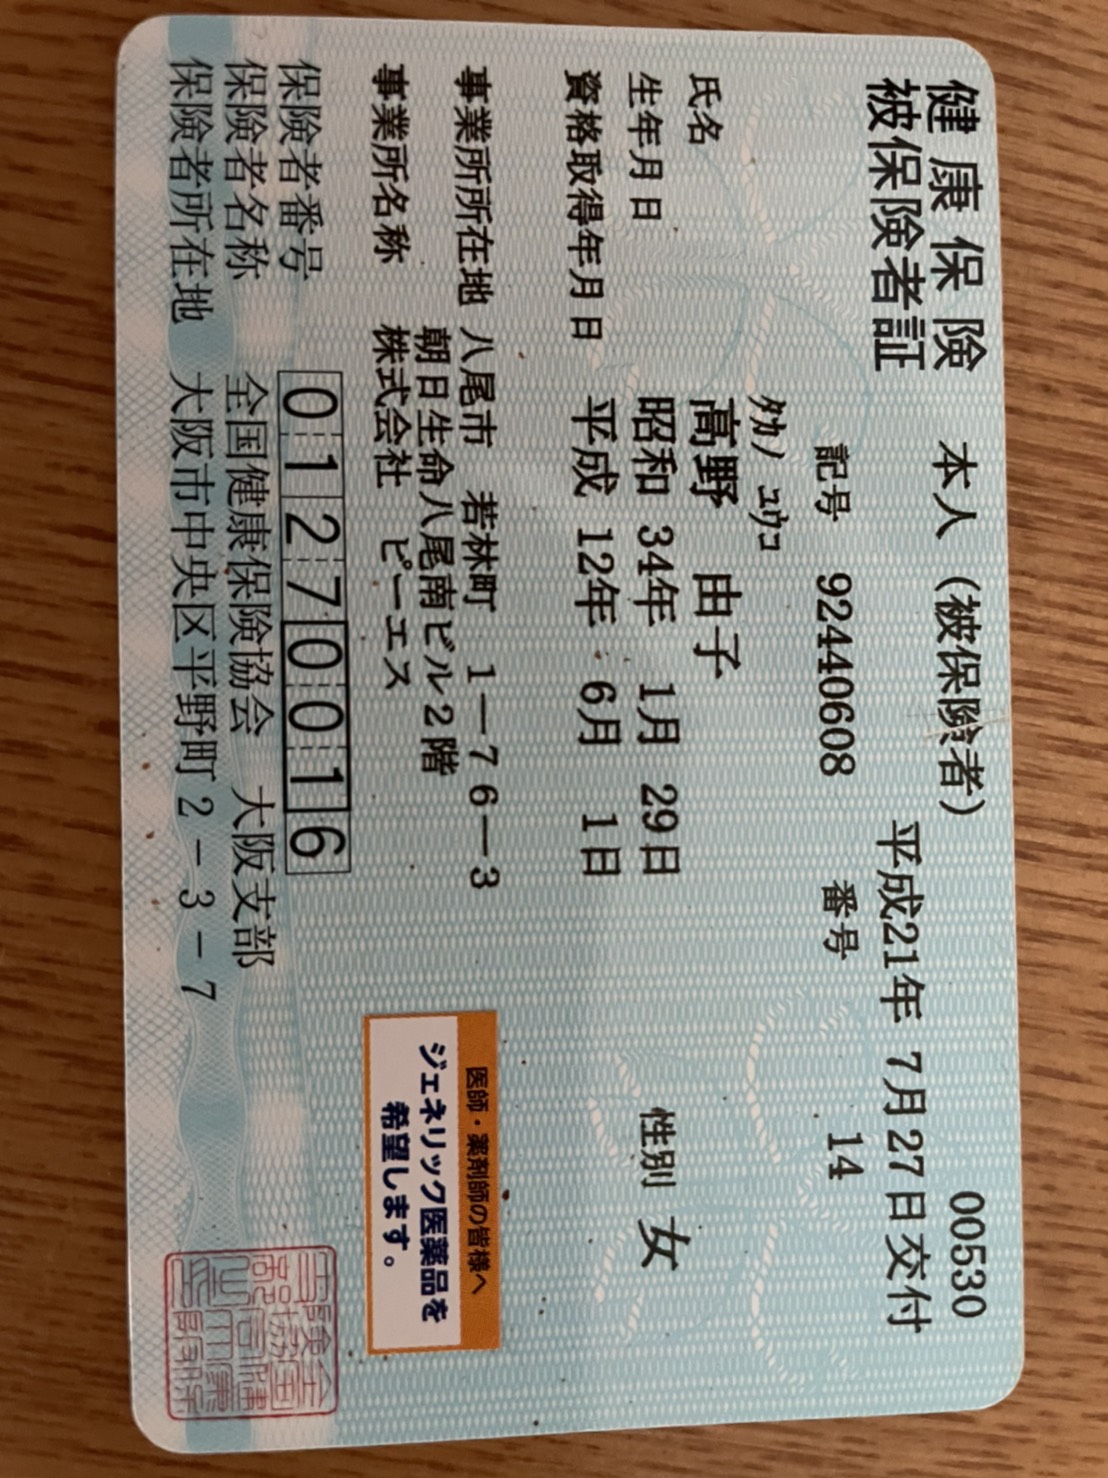 健康保険 本人（被保険者） 00530
被保険者証 平成21年 7月27日交付
記号 92440608 番号 14
ﾀｶﾉ ﾕｳｺ
氏名 高野 由子
生年月日 昭和 34年 1月 29日 性別 女
資格取得年月日 平成 12年 6月 1日
事業所所在地 八尾市 若林町 1―76―3
朝日生命八尾南ビル2階
事業所名称 株式会社 ピーエス
医師・薬剤師の皆様へ
ジェネリック医薬品を
希望します。
保険者番号 01270016
保険者名称 全国健康保険協会 大阪支部
保険者所在地 大阪市中央区平野町2-3-7